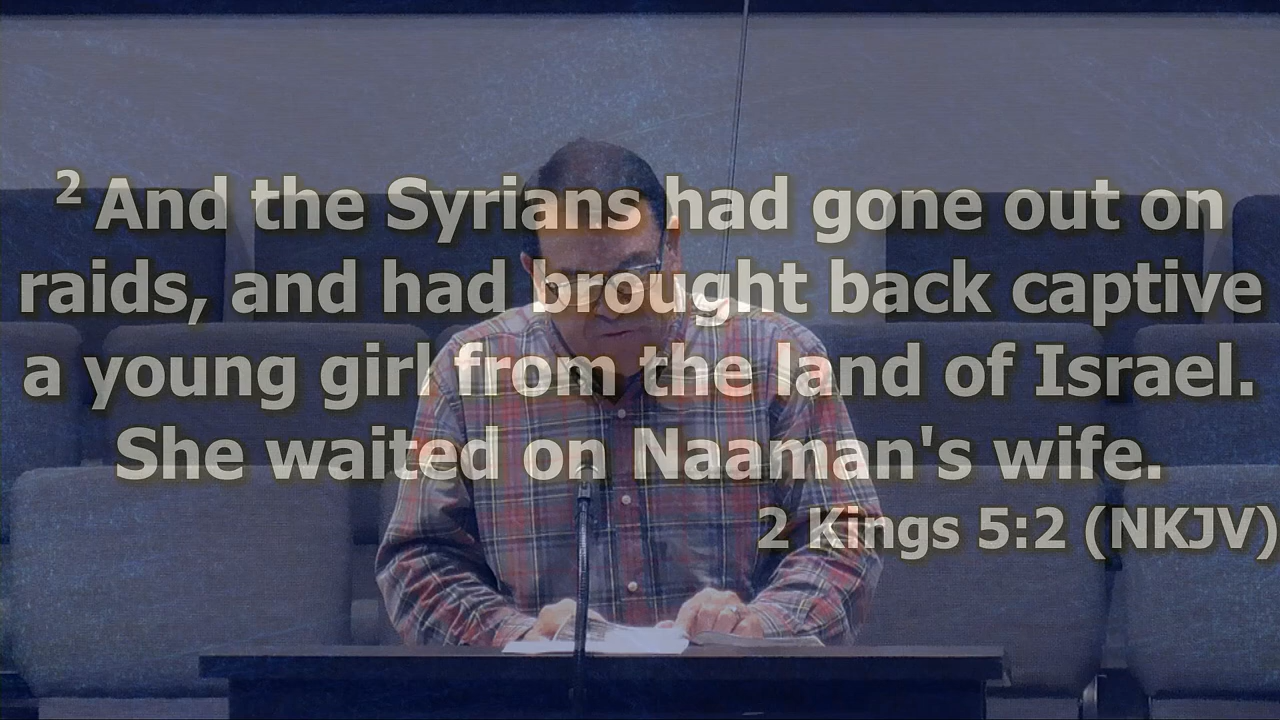 2 And the Syrians had gone out on
raids, and had brought back captive
a young girl from the land of Israel.
She waited on Naaman's wife.
2 Kings 5:2 (NKJV)